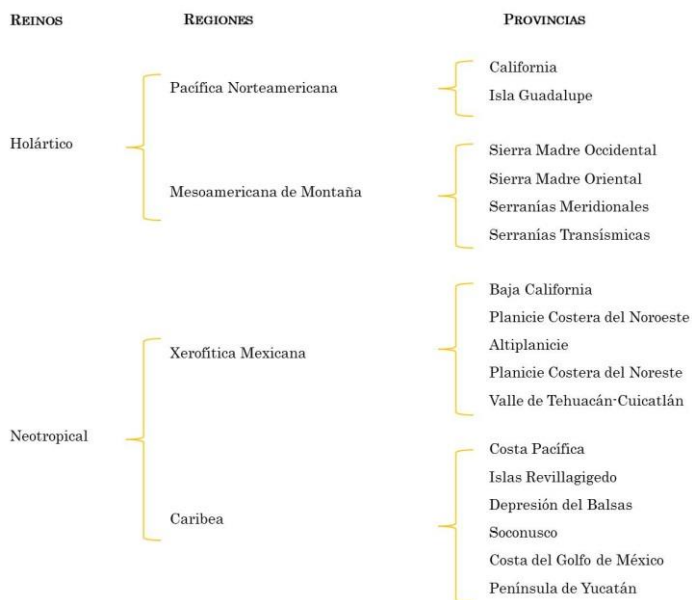 REINOS REGIONES PROVINCIAS
Holártico
Pacífica Norteamericana
California
Isla Guadalupe
Mesoamericana de Montaña
Sierra Madre Occidental
Sierra Madre Oriental
Serranías Meridionales
Serranías Transísmicas
Neotropical
Xerofítica Mexicana
Baja California
Planicie Costera del Noroeste
Altiplanicie
Planicie Costera del Noreste
Valle de Tehuacán-Cuicatlán
Caribea
Costa Pacífica
Islas Revillagigedo
Depresión del Balsas
Soconusco
Costa del Golfo de México
Península de Yucatán